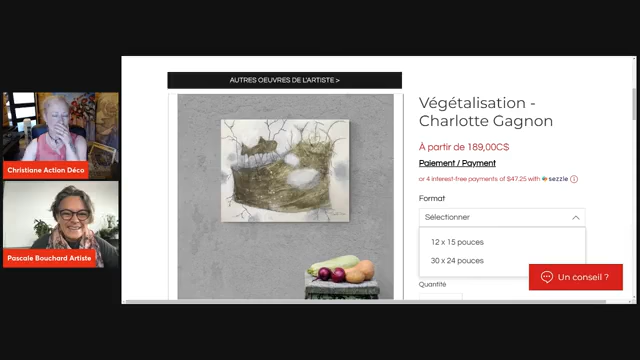 AUTRES OEUVRES DE L'ARTISTE >
Végétalisation -
Charlotte Gagnon
À partir de 189,00C$
Paiement / Payment
or 4 interest-free payments of $47.25 with sezzle
Format
Sélectionner
12 x 15 pouces
30 x 24 pouces
Quantité
Un conseil ?
Christiane Action Déco
Pascale Bouchard Artiste